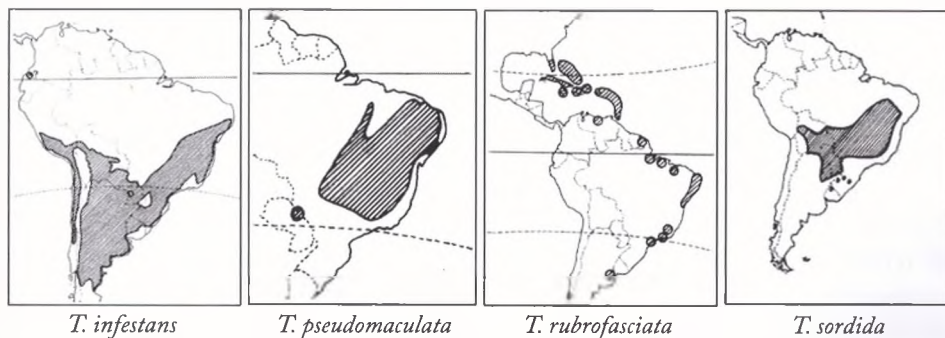 T. infestans
T. pseudomaculata
T. rubrofasciata
T. sordida